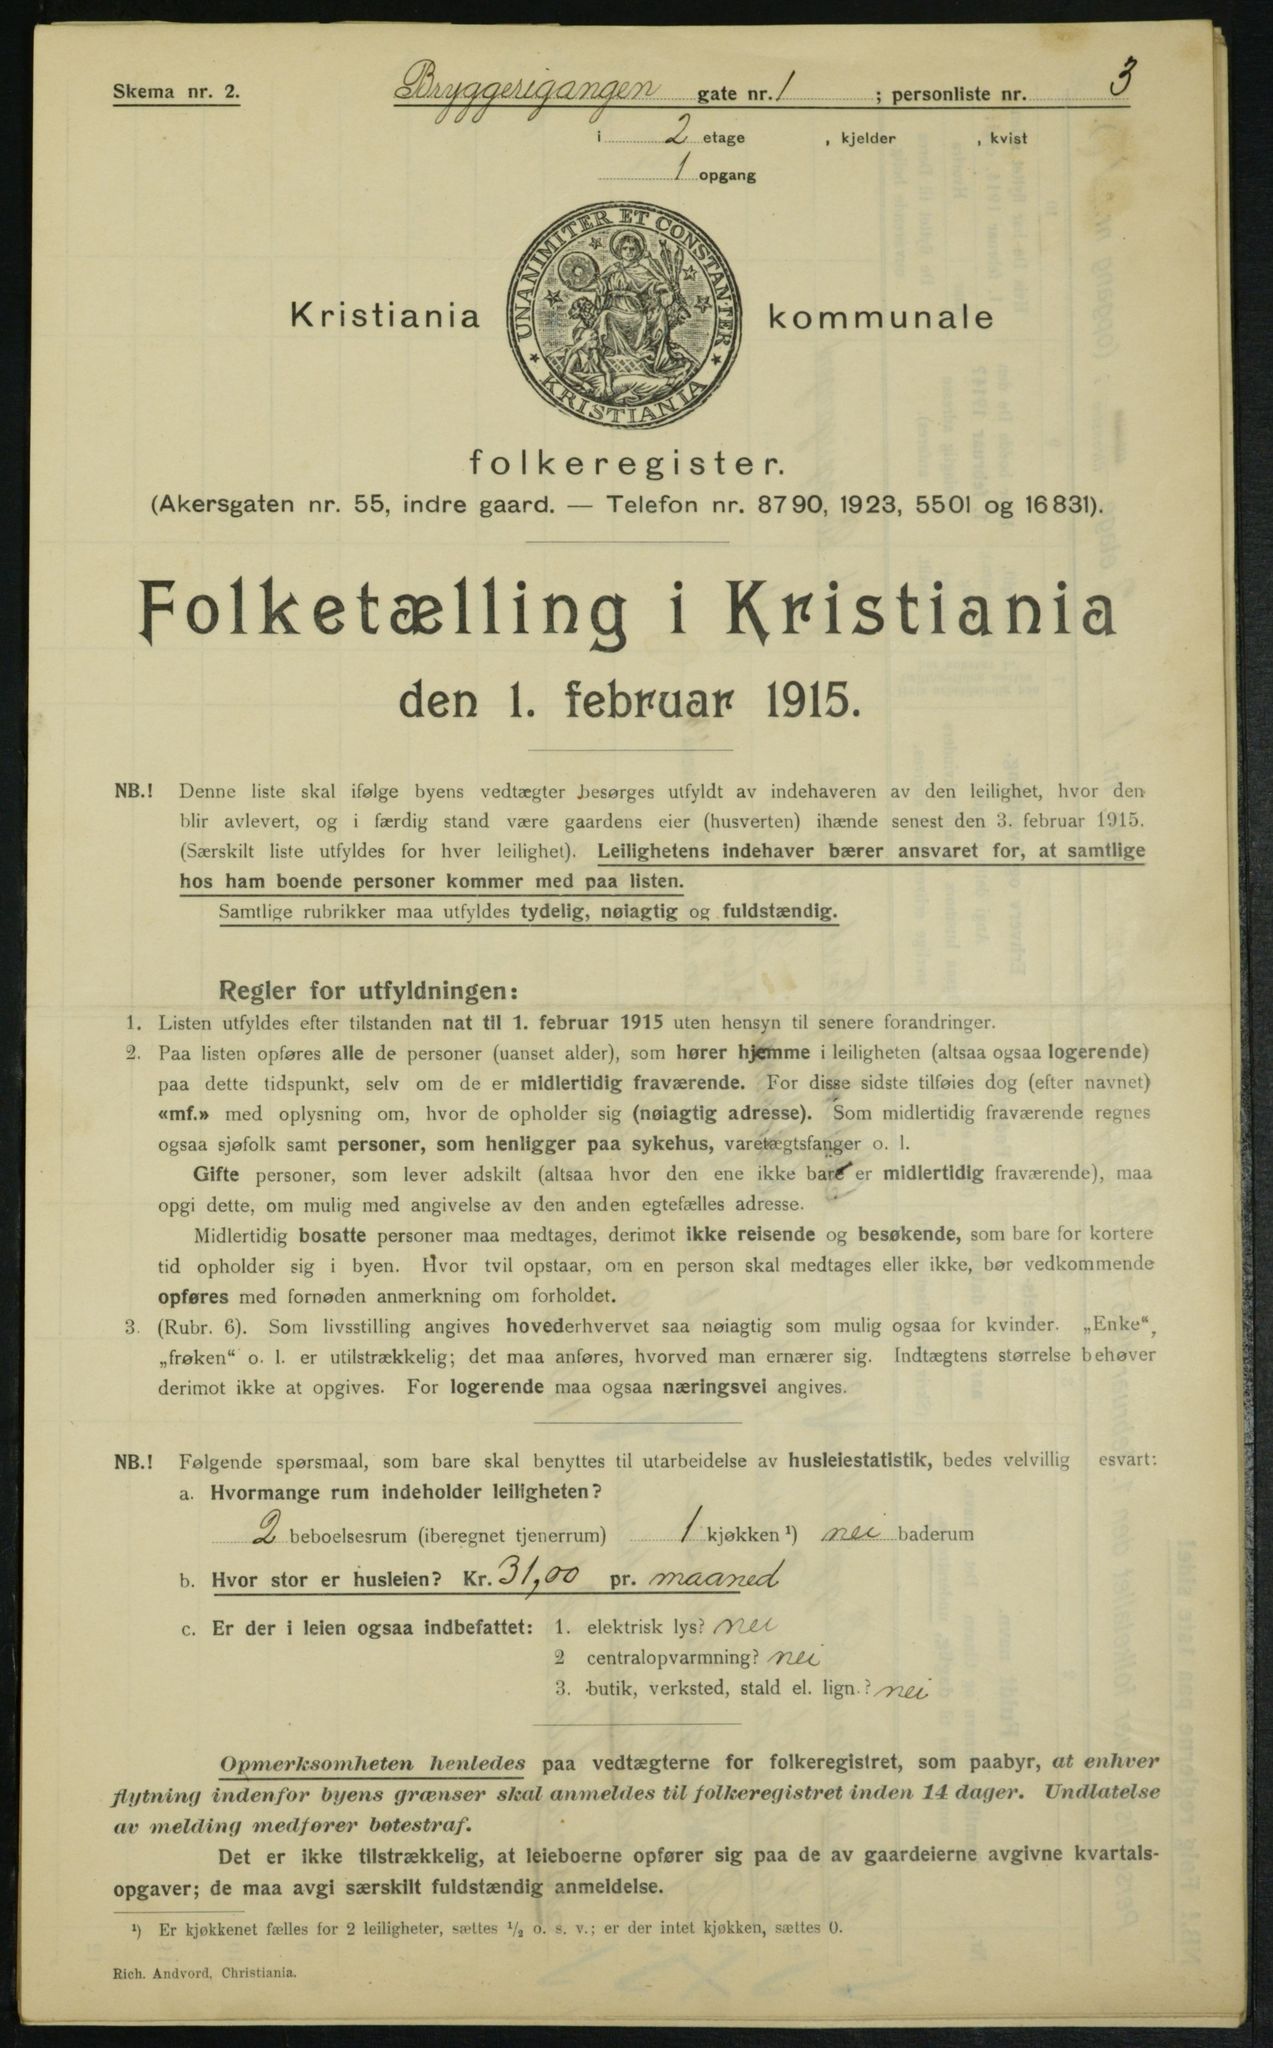 Skema nr. 2.
Bryggerigangen gate nr. 1 ; personliste nr. 3
i 2 etage , kjelder , kvist
1 opgang
UNANIMITER ET CONSTANTER
KRISTIANIA
Kristiania kommunale
folkeregister.
(Akersgaten nr. 55, indre gaard. — Telefon nr. 8790, 1923, 5501 og 16831).
Folketælling i Kristiania
den 1. februar 1915.
NB.! Denne liste skal ifølge byens vedtægter besørges utfyldt av indehaveren av den leilighet, hvor den
blir avlevert, og i færdig stand være gaardens eier (husverten) ihænde senest den 3. februar 1915.
(Særskilt liste utfyldes for hver leilighet). Leilighetens indehaver bærer ansvaret for, at samtlige
hos ham boende personer kommer med paa listen.
Samtlige rubrikker maa utfyldes tydelig, nøiagtig og fuldstændig.
Regler for utfyldningen:
1. Listen utfyldes efter tilstanden nat til 1. februar 1915 uten hensyn til senere forandringer.
2. Paa listen opføres alle de personer (uanset alder), som hører hjemme i leiligheten (altsaa ogsaa logerende)
paa dette tidspunkt, selv om de er midlertidig fraværende. For disse sidste tilføies dog (efter navnet)
«mf.» med oplysning om, hvor de opholder sig (nøiagtig adresse). Som midlertidig fraværende regnes
ogsaa sjøfolk samt personer, som henligger paa sykehus, varetægtsfanger o. l.
Gifte personer, som lever adskilt (altsaa hvor den ene ikke bare er midlertidig fraværende), maa
opgi dette, om mulig med angivelse av den anden egtefælles adresse.
Midlertidig bosatte personer maa medtages, derimot ikke reisende og besøkende, som bare for kortere
tid opholder sig i byen. Hvor tvil opstaar, om en person skal medtages eller ikke, bør vedkommende
opføres med fornøden anmerkning om forholdet.
3. (Rubr. 6). Som livsstilling angives hovederhvervet saa nøiagtig som mulig ogsaa for kvinder. „Enke“,
„frøken“ o. l. er utilstrækkelig; det maa anføres, hvorved man ernærer sig. Indtægtens størrelse behøver
derimot ikke at opgives. For logerende maa ogsaa næringsvei angives.
NB.! Følgende spørsmaal, som bare skal benyttes til utarbeidelse av husleiestatistik, bedes velvillig esvart:
a. Hvormange rum indeholder leiligheten?
2 beboelsesrum (iberegnet tjenerrum) 1 kjøkken ¹) nei baderum
b. Hvor stor er husleien? Kr. 31,00 pr. maaned
c. Er der i leien ogsaa indbefattet: 1. elektrisk lys? nei
2 centralopvarmning? nei
3. butik, verksted, stald el. lign.? nei
Opmerksomheten henledes paa vedtægterne for folkeregistret, som paabyr, at enhver
flytning indenfor byens grænser skal anmeldes til folkeregistret inden 14 dager. Undlatelse
av melding medfører bøtestraf.
Det er ikke tilstrækkelig, at leieboerne opfører sig paa de av gaardeierne avgivne kvartals-
opgaver; de maa avgi særskilt fuldstændig anmeldelse.
¹) Er kjøkkenet fælles for 2 leiligheter, sættes ½ o. s. v.; er der intet kjøkken, sættes 0.
Rich. Andvord, Christiania.